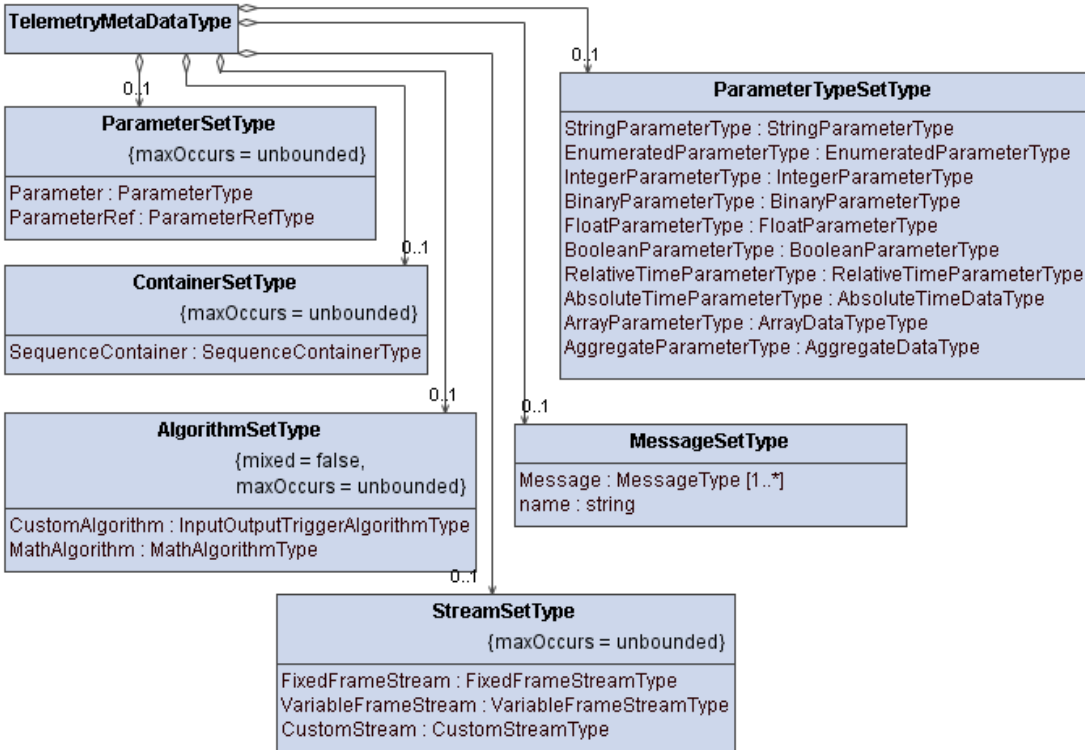 TelemetryMetaDataType
0..1
ParameterSetType
{maxOccurs = unbounded}
Parameter : ParameterType
ParameterRef : ParameterRefType
0..1
ContainerSetType
{maxOccurs = unbounded}
SequenceContainer : SequenceContainerType
0..1
AlgorithmSetType
{mixed = false,
maxOccurs = unbounded}
CustomAlgorithm : InputOutputTriggerAlgorithmType
MathAlgorithm : MathAlgorithmType
0..1
StreamSetType
{maxOccurs = unbounded}
FixedFrameStream : FixedFrameStreamType
VariableFrameStream : VariableFrameStreamType
CustomStream : CustomStreamType
0..1
ParameterTypeSetType
StringParameterType : StringParameterType
EnumeratedParameterType : EnumeratedParameterType
IntegerParameterType : IntegerParameterType
BinaryParameterType : BinaryParameterType
FloatParameterType : FloatParameterType
BooleanParameterType : BooleanParameterType
RelativeTimeParameterType : RelativeTimeParameterType
AbsoluteTimeParameterType : AbsoluteTimeDataType
ArrayParameterType : ArrayDataTypeType
AggregateParameterType : AggregateDataType
0..1
MessageSetType
Message : MessageType [1..*]
name : string